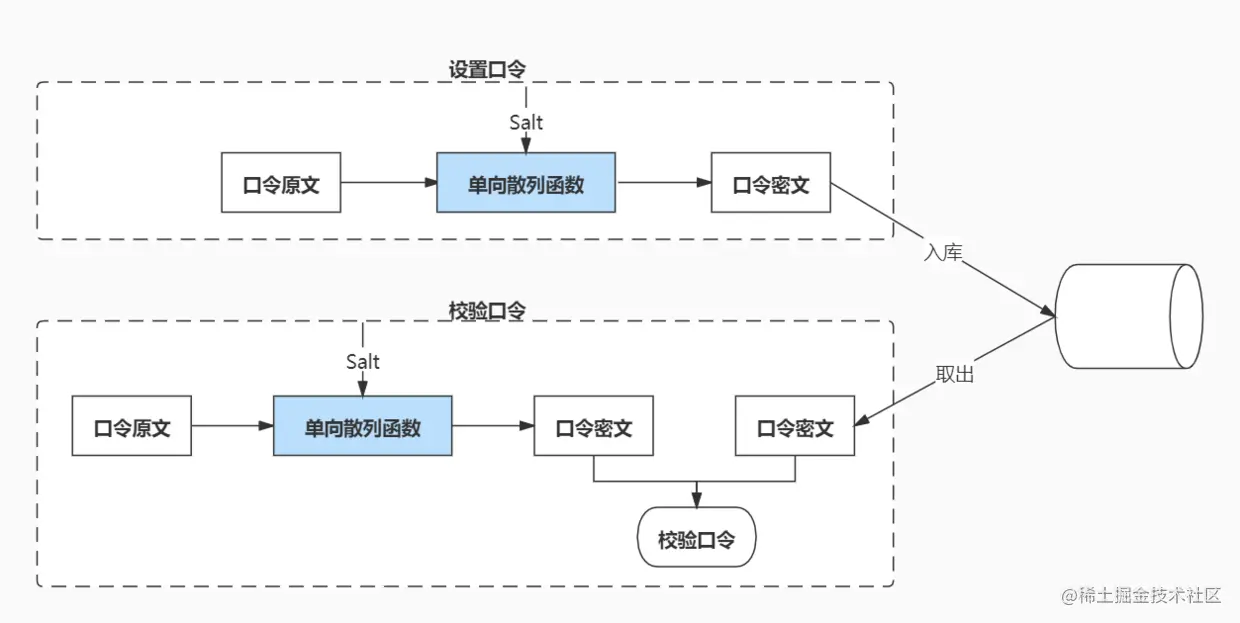 设置口令
Salt
口令原文
单向散列函数
口令密文
入库
校验口令
Salt
取出
口令原文
单向散列函数
口令密文
口令密文
校验口令
@稀土掘金技术社区